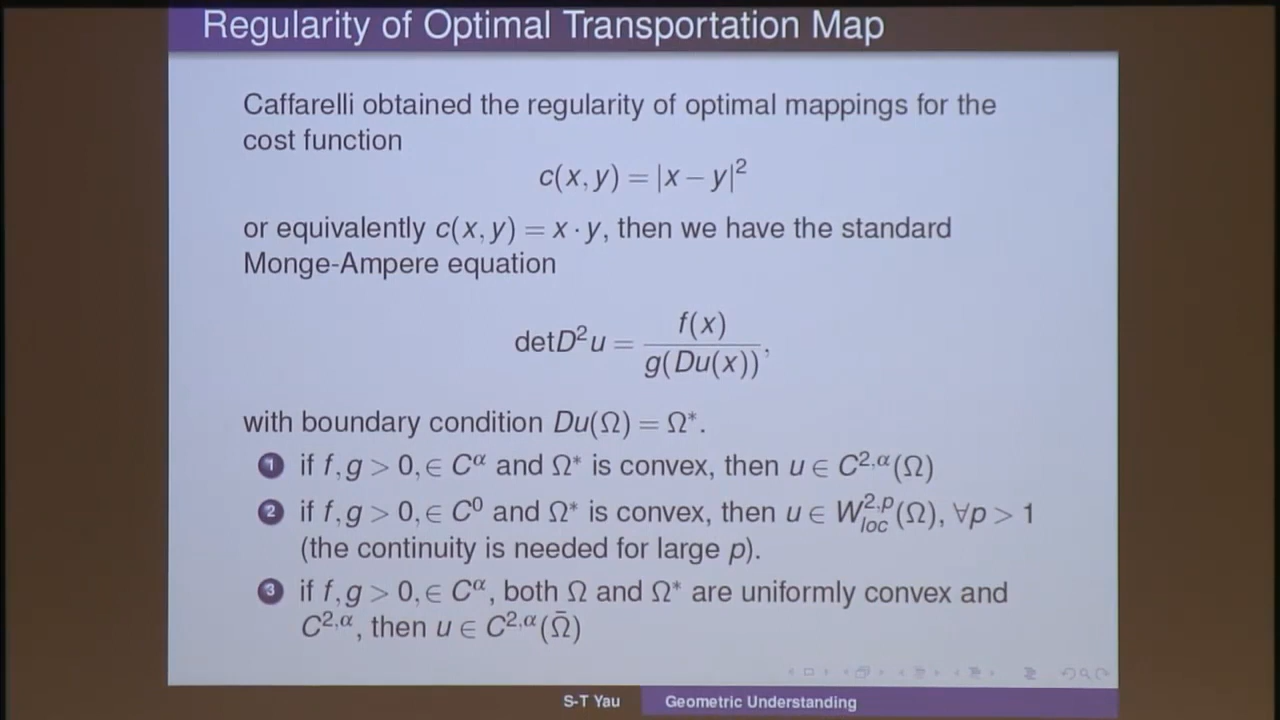 Regularity of Optimal Transportation Map
Caffarelli obtained the regularity of optimal mappings for the
cost function
c(x, y) = |x − y|²
or equivalently c(x, y) = x · y, then we have the standard
Monge-Ampere equation
detD²u = f(x) / g(Du(x)),
with boundary condition Du(Ω) = Ω*.
1 if f, g > 0, ∈ C^α and Ω* is convex, then u ∈ C^{2,α}(Ω)
2 if f, g > 0, ∈ C⁰ and Ω* is convex, then u ∈ W^{2,p}_{loc}(Ω), ∀p > 1
(the continuity is needed for large p).
3 if f, g > 0, ∈ C^α, both Ω and Ω* are uniformly convex and
C^{2,α}, then u ∈ C^{2,α}(Ω̄)
S-T Yau Geometric Understanding